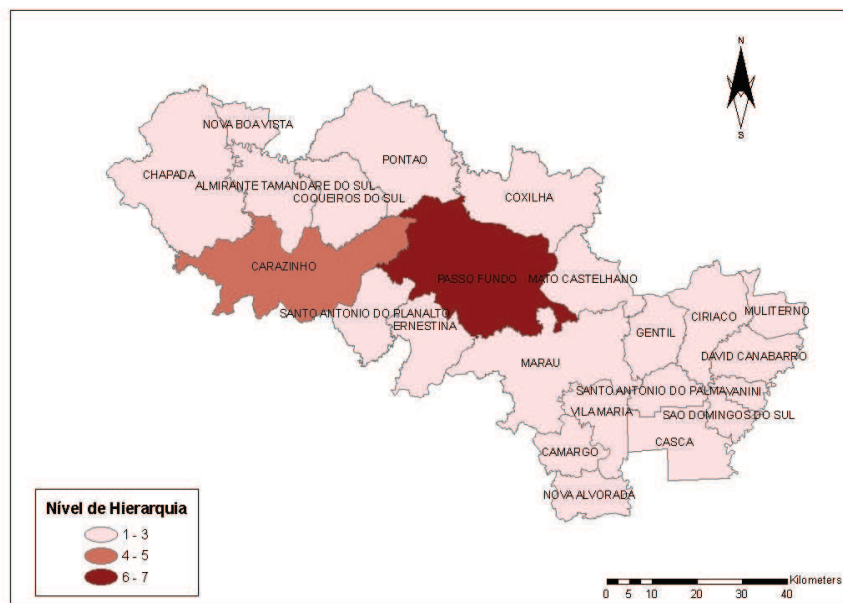 N
S
NOVA BOA VISTA
PONTAO
CHAPADA
ALMIRANTE TAMANDARE DO SUL
COQUEIROS DO SUL
COXILHA
CARAZINHO
PASSO FUNDO
MATO CASTELHANO
SANTO ANTONIO DO PLANALTO
ERNESTINA
CIRIACO
MULITERNO
GENTIL
DAVID CANABARRO
MARAU
SANTO ANTONIO DO PALMA
VANINI
VILA MARIA
SAO DOMINGOS DO SUL
CASCA
CAMARGO
NOVA ALVORADA
Nível de Hierarquia
1 - 3
4 - 5
6 - 7
Kilometers
0 5 10 20 30 40